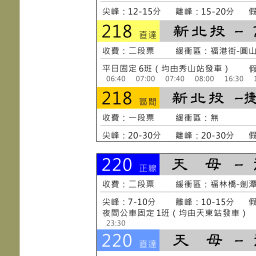 尖峰：12-15分 離峰：15-20分 假
218 直達 新北投 -
收費：二段票 緩衝區：福港街-圓山
平日固定6班（均由秀山站發車）
06:40 07:00 07:40 08:00 16:30
218 區間 新北投 -捷
收費：一段票 緩衝區：無
尖峰：20-30分 離峰：20-30分 假
220 正線 天 母 -
收費：二段票 緩衝區：福林橋-劍潭
尖峰：7-10分 離峰：10-15分 假
夜間公車固定1班（均由天東站發車）
23:30
220 直達 天 母 -